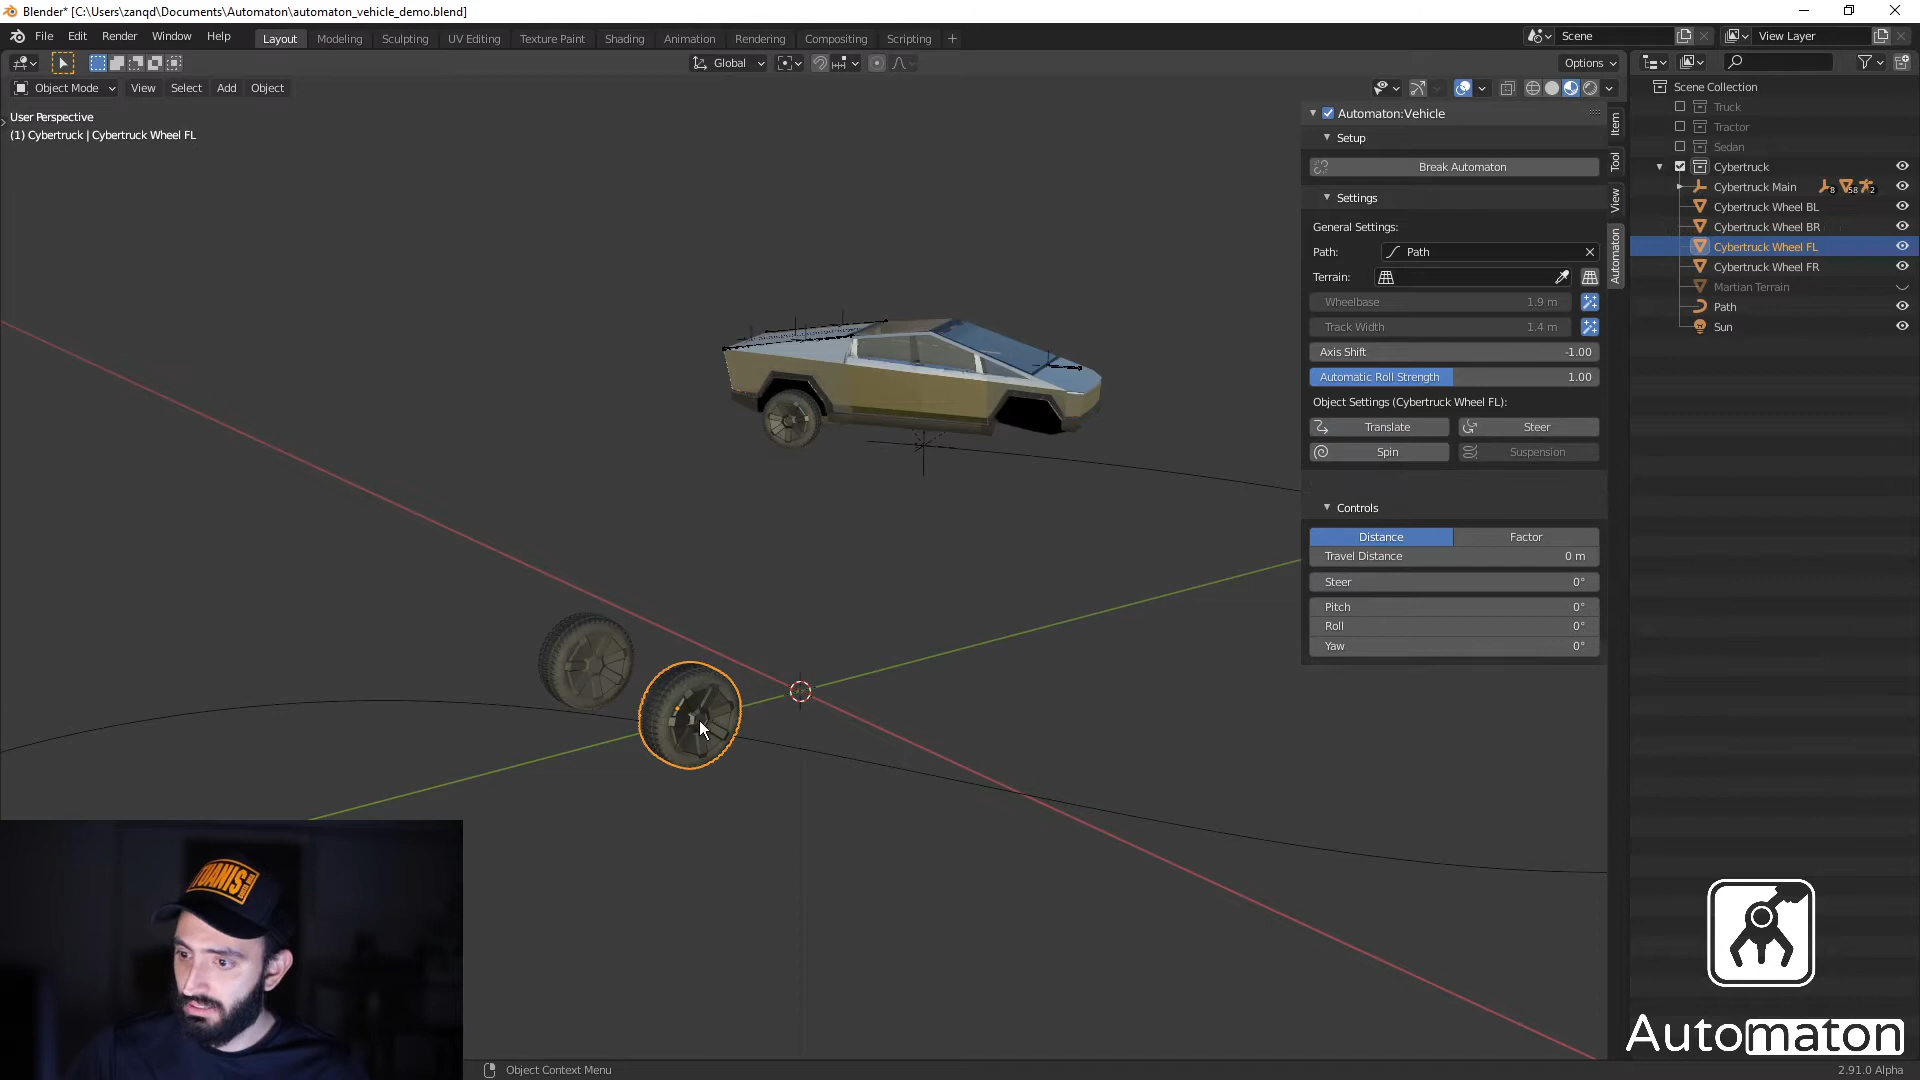 Blender* [C:\Users\zanqd\Documents\Automaton\automaton_vehicle_demo.blend]
File Edit Render Window Help
Layout Modeling Sculpting UV Editing Texture Paint Shading Animation Rendering Compositing Scripting +
Scene
View Layer
Global
Options
Object Mode View Select Add Object
User Perspective
(1) Cybertruck | Cybertruck Wheel FL
Automaton:Vehicle
Setup
Break Automaton
Settings
General Settings:
Path: Path
Terrain:
Wheelbase 1.9 m
Track Width 1.4 m
Axis Shift -1.00
Automatic Roll Strength 1.00
Object Settings (Cybertruck Wheel FL):
Translate Steer
Spin Suspension
Controls
Distance Factor
Travel Distance 0 m
Steer 0°
Pitch 0°
Roll 0°
Yaw 0°
Item
Tool
View
Automaton
Scene Collection
Truck
Tractor
Sedan
Cybertruck
Cybertruck Main 8 58 2
Cybertruck Wheel BL
Cybertruck Wheel BR
Cybertruck Wheel FL
Cybertruck Wheel FR
Martian Terrain
Path
Sun
TUANIS
Automaton
Object Context Menu
2.91.0 Alpha